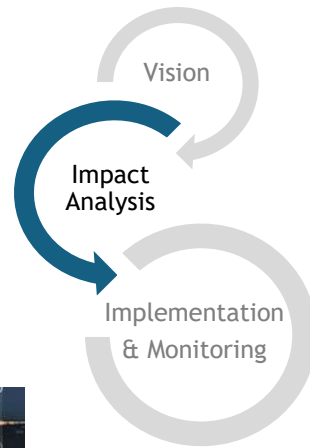 Vision
Impact
Analysis
Implementation
& Monitoring